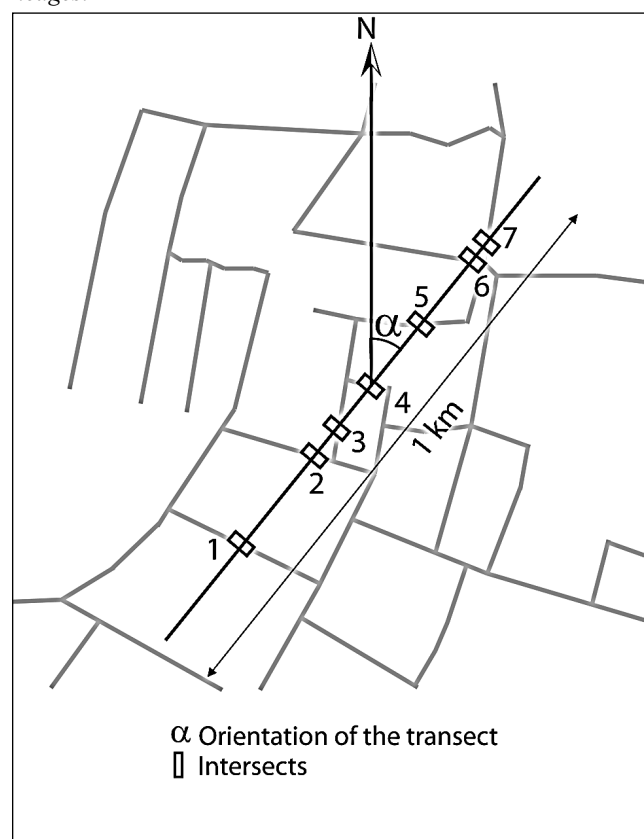 N
7
6
5
α
4
1 km
3
2
1
α Orientation of the transect
▯ Intersects